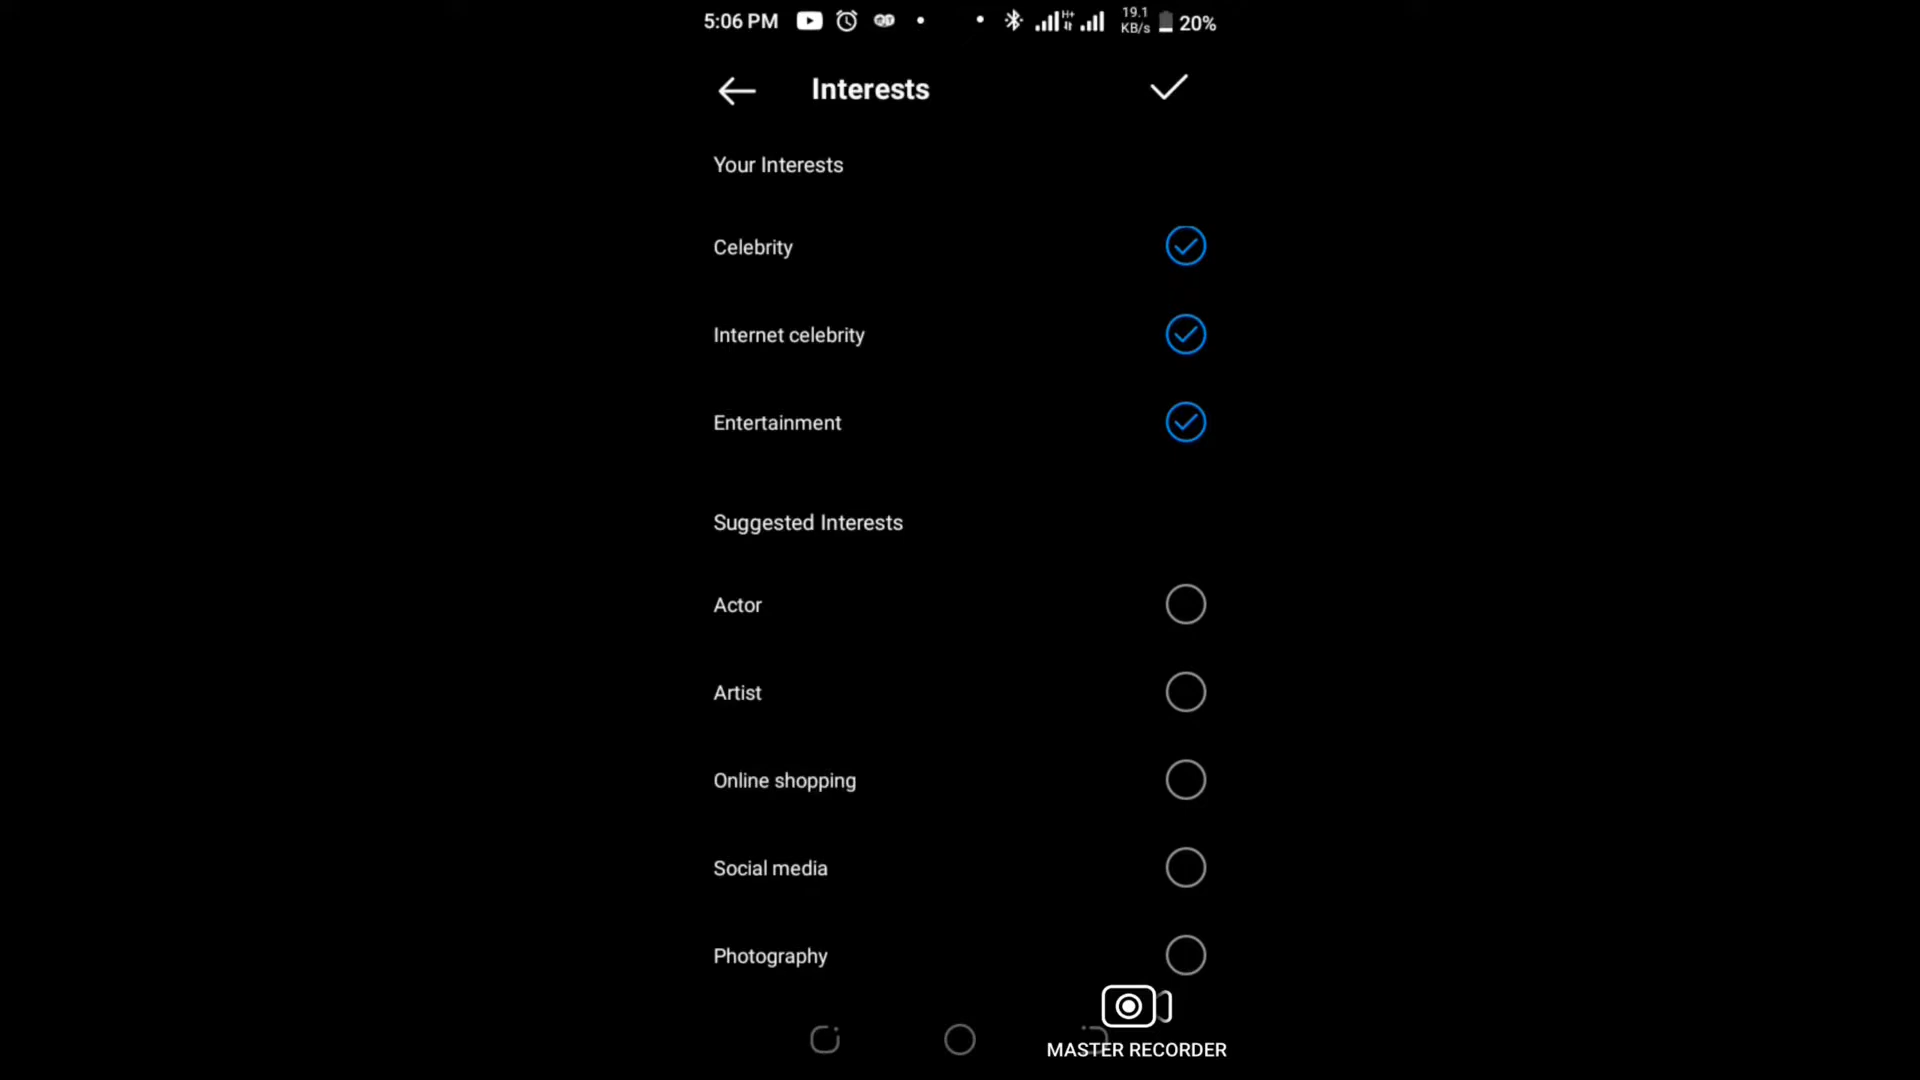 5:06 PM H+ 19.1 KB/s 20%
Interests
Your Interests
Celebrity
Internet celebrity
Entertainment
Suggested Interests
Actor
Artist
Online shopping
Social media
Photography
MASTER RECORDER